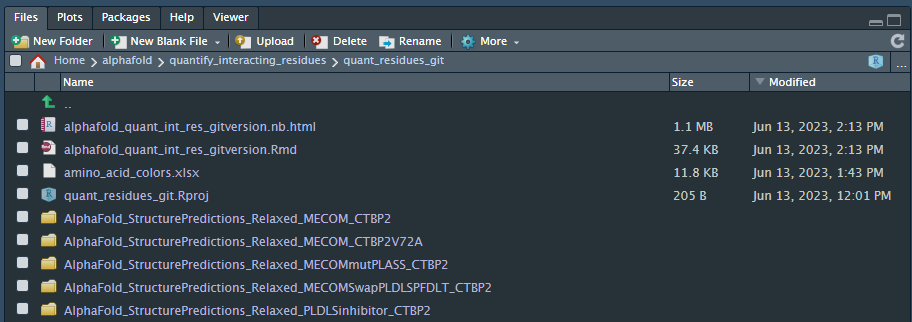 Files Plots Packages Help Viewer
New Folder New Blank File Upload Delete Rename More
Home alphafold quantify_interacting_residues quant_residues_git R ...
Name Size Modified
..
alphafold_quant_int_res_gitversion.nb.html 1.1 MB Jun 13, 2023, 2:13 PM
alphafold_quant_int_res_gitversion.Rmd 37.4 KB Jun 13, 2023, 2:13 PM
amino_acid_colors.xlsx 11.8 KB Jun 13, 2023, 1:43 PM
quant_residues_git.Rproj 205 B Jun 13, 2023, 12:01 PM
AlphaFold_StructurePredictions_Relaxed_MECOM_CTBP2
AlphaFold_StructurePredictions_Relaxed_MECOM_CTBP2V72A
AlphaFold_StructurePredictions_Relaxed_MECOMmutPLASS_CTBP2
AlphaFold_StructurePredictions_Relaxed_MECOMSwapPLDLSPFDLT_CTBP2
AlphaFold_StructurePredictions_Relaxed_PLDLSinhibitor_CTBP2